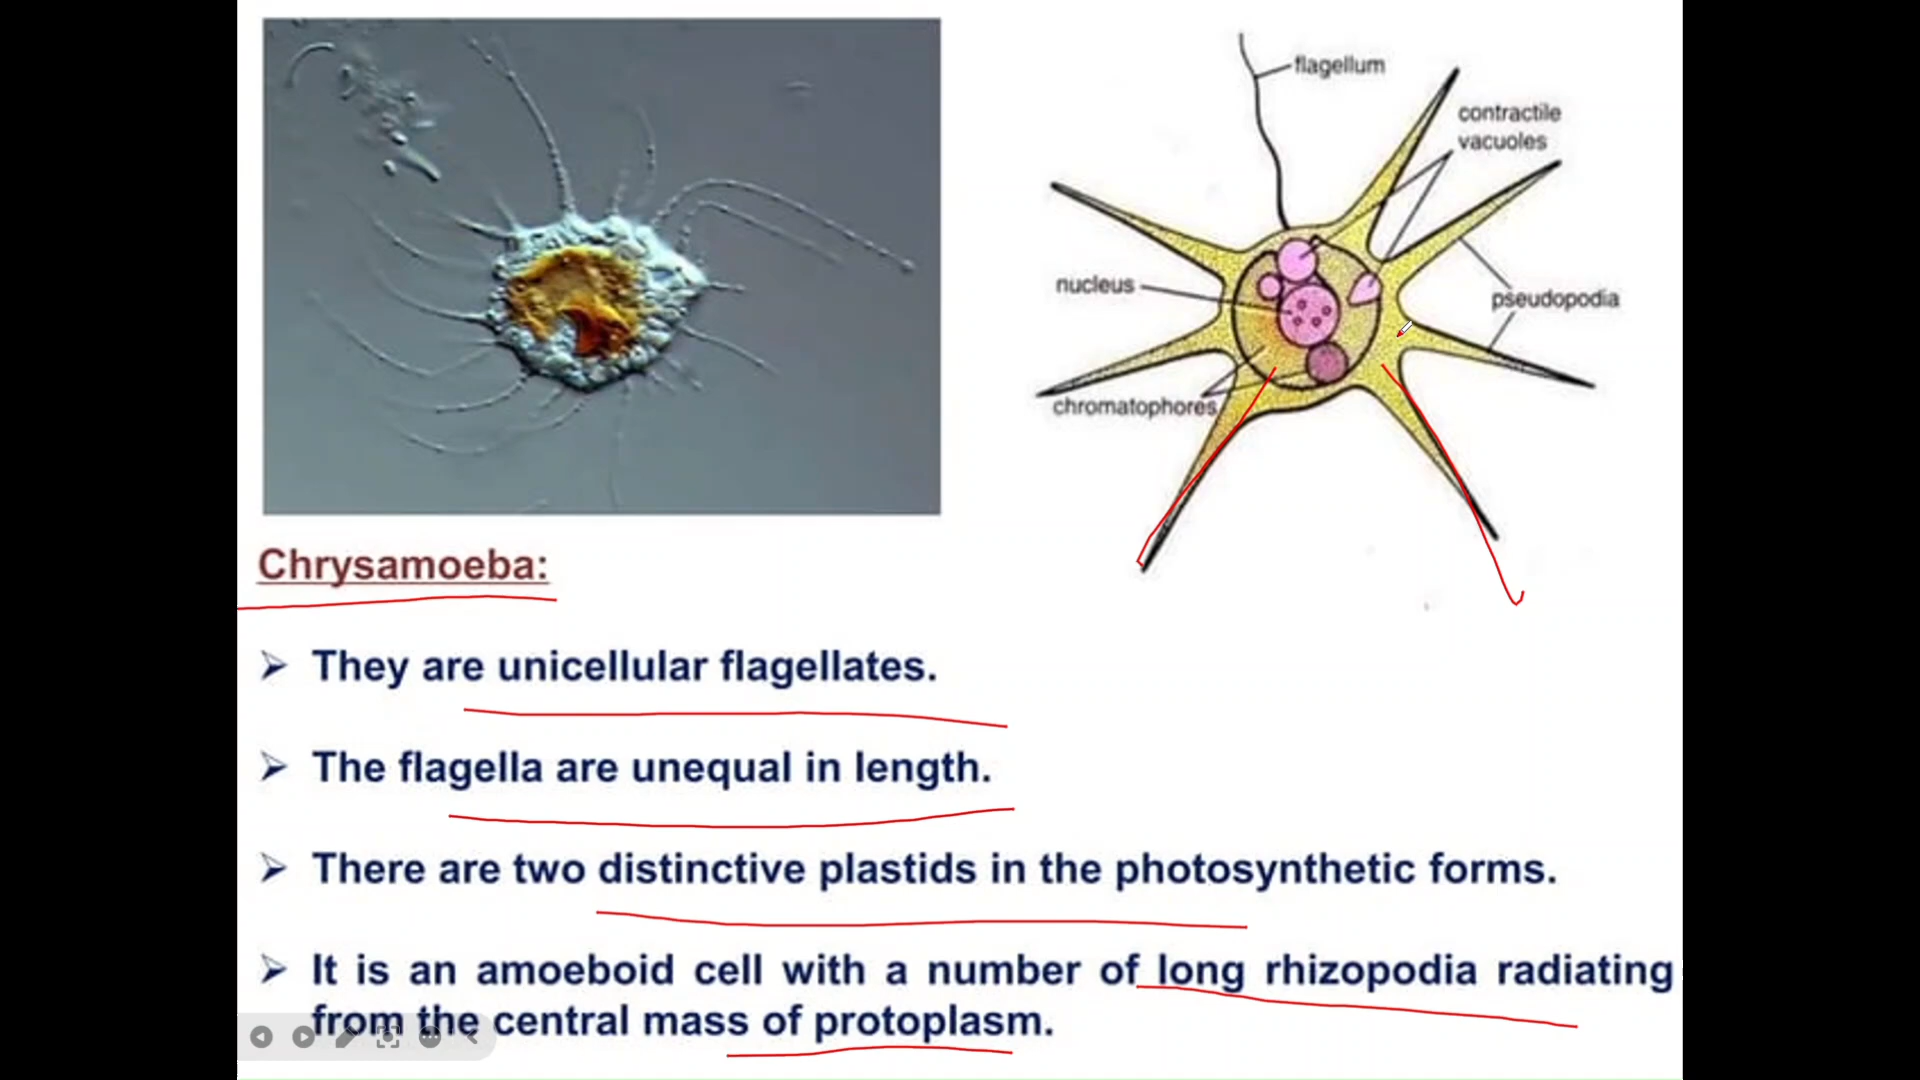 flagellum
contractile
vacuoles
nucleus
pseudopodia
chromatophores
Chrysamoeba:
They are unicellular flagellates.
The flagella are unequal in length.
There are two distinctive plastids in the photosynthetic forms.
It is an amoeboid cell with a number of long rhizopodia radiating
from the central mass of protoplasm.